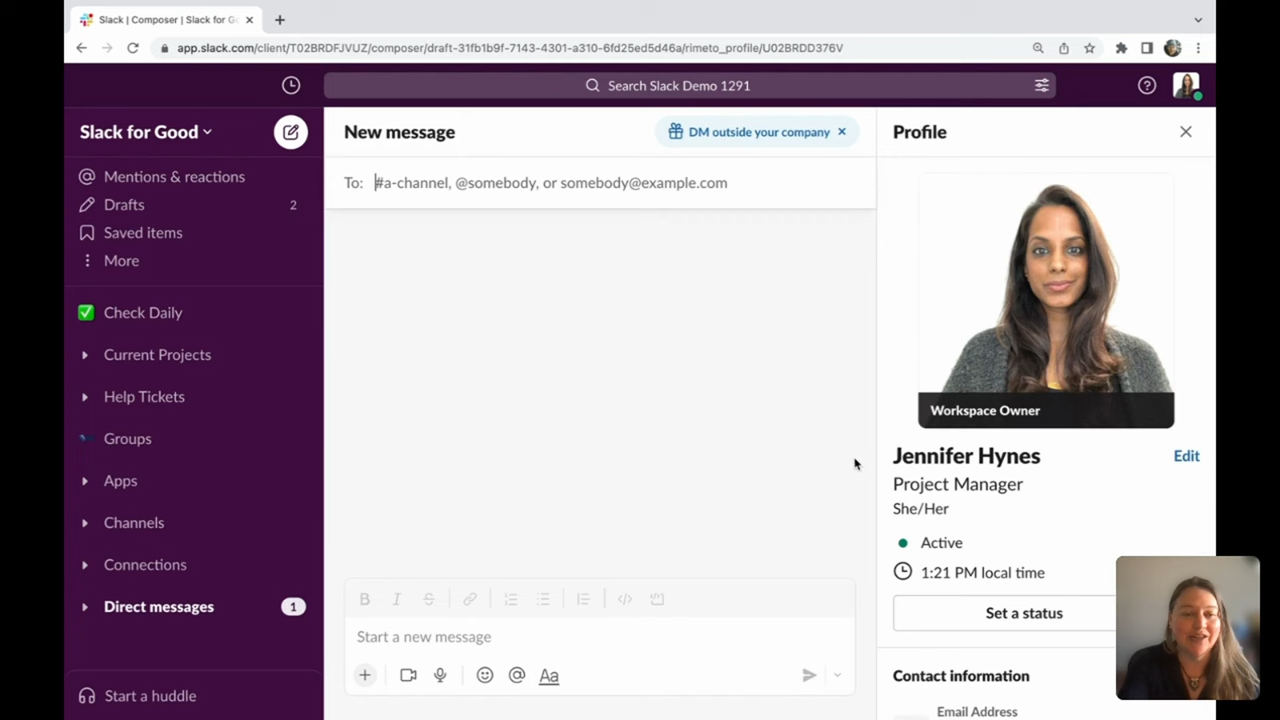 Slack | Composer | Slack for G
app.slack.com/client/T02BRDFJVUZ/composer/draft-31fb1b9f-7143-4301-a310-6fd25ed5d46a/rimeto_profile/U02BRDD376V
Search Slack Demo 1291
Slack for Good
Mentions & reactions
Drafts 2
Saved items
More
Check Daily
Current Projects
Help Tickets
Groups
Apps
Channels
Connections
Direct messages 1
Start a huddle
New message
DM outside your company
To: #a-channel, @somebody, or somebody@example.com
Start a new message
Profile
Workspace Owner
Jennifer Hynes Edit
Project Manager
She/Her
Active
1:21 PM local time
Set a status
Contact information
Email Address